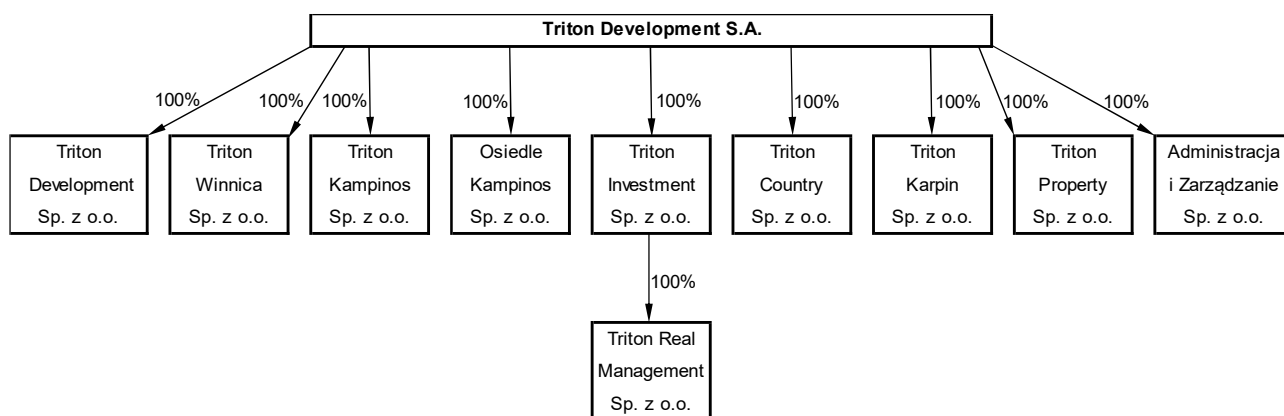 Triton Development S.A.
100%
100%
100%
100%
100%
100%
100%
100%
100%
Triton
Development
Sp. z o.o.
Triton
Winnica
Sp. z o.o.
Triton
Kampinos
Sp. z o.o.
Osiedle
Kampinos
Sp. z o.o.
Triton
Investment
Sp. z o.o.
Triton
Country
Sp. z o.o.
Triton
Karpin
Sp. z o.o.
Triton
Property
Sp. z o.o.
Administracja
i Zarządzanie
Sp. z o.o.
100%
Triton Real
Management
Sp. z o.o.